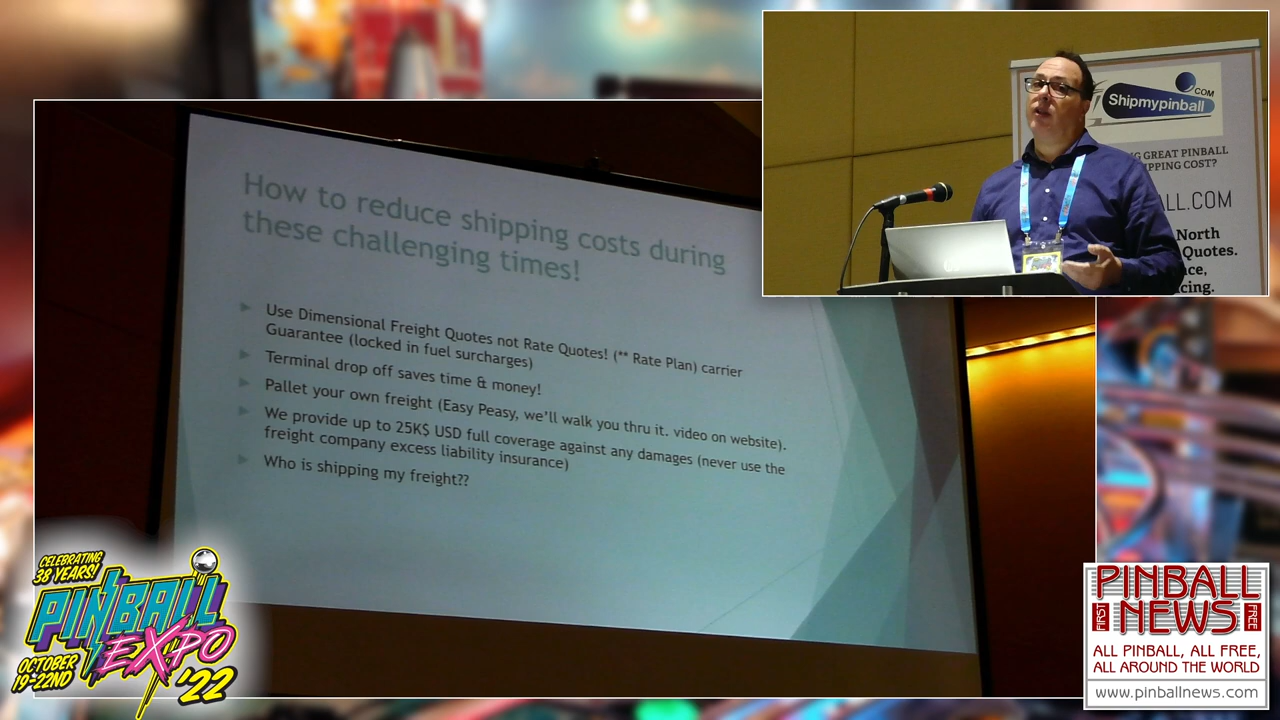 How to reduce shipping costs during
these challenging times!
Use Dimensional Freight Quotes not Rate Quotes! (** Rate Plan) carrier
Guarantee (locked in fuel surcharges)
Terminal drop off saves time & money!
Pallet your own freight (Easy Peasy, we'll walk you thru it. video on website).
We provide up to 25K$ USD full coverage against any damages (never use the
freight company excess liability insurance)
Who is shipping my freight??
.COM
Shipmypinball
GREAT PINBALL
COST?
North
Quotes.
CELEBRATING
38 YEARS!
PINBALL
EXPO
OCTOBER
19-22ND
'22
PINBALL
FIRST NEWS FREE
ALL PINBALL, ALL FREE,
ALL AROUND THE WORLD
www.pinballnews.com